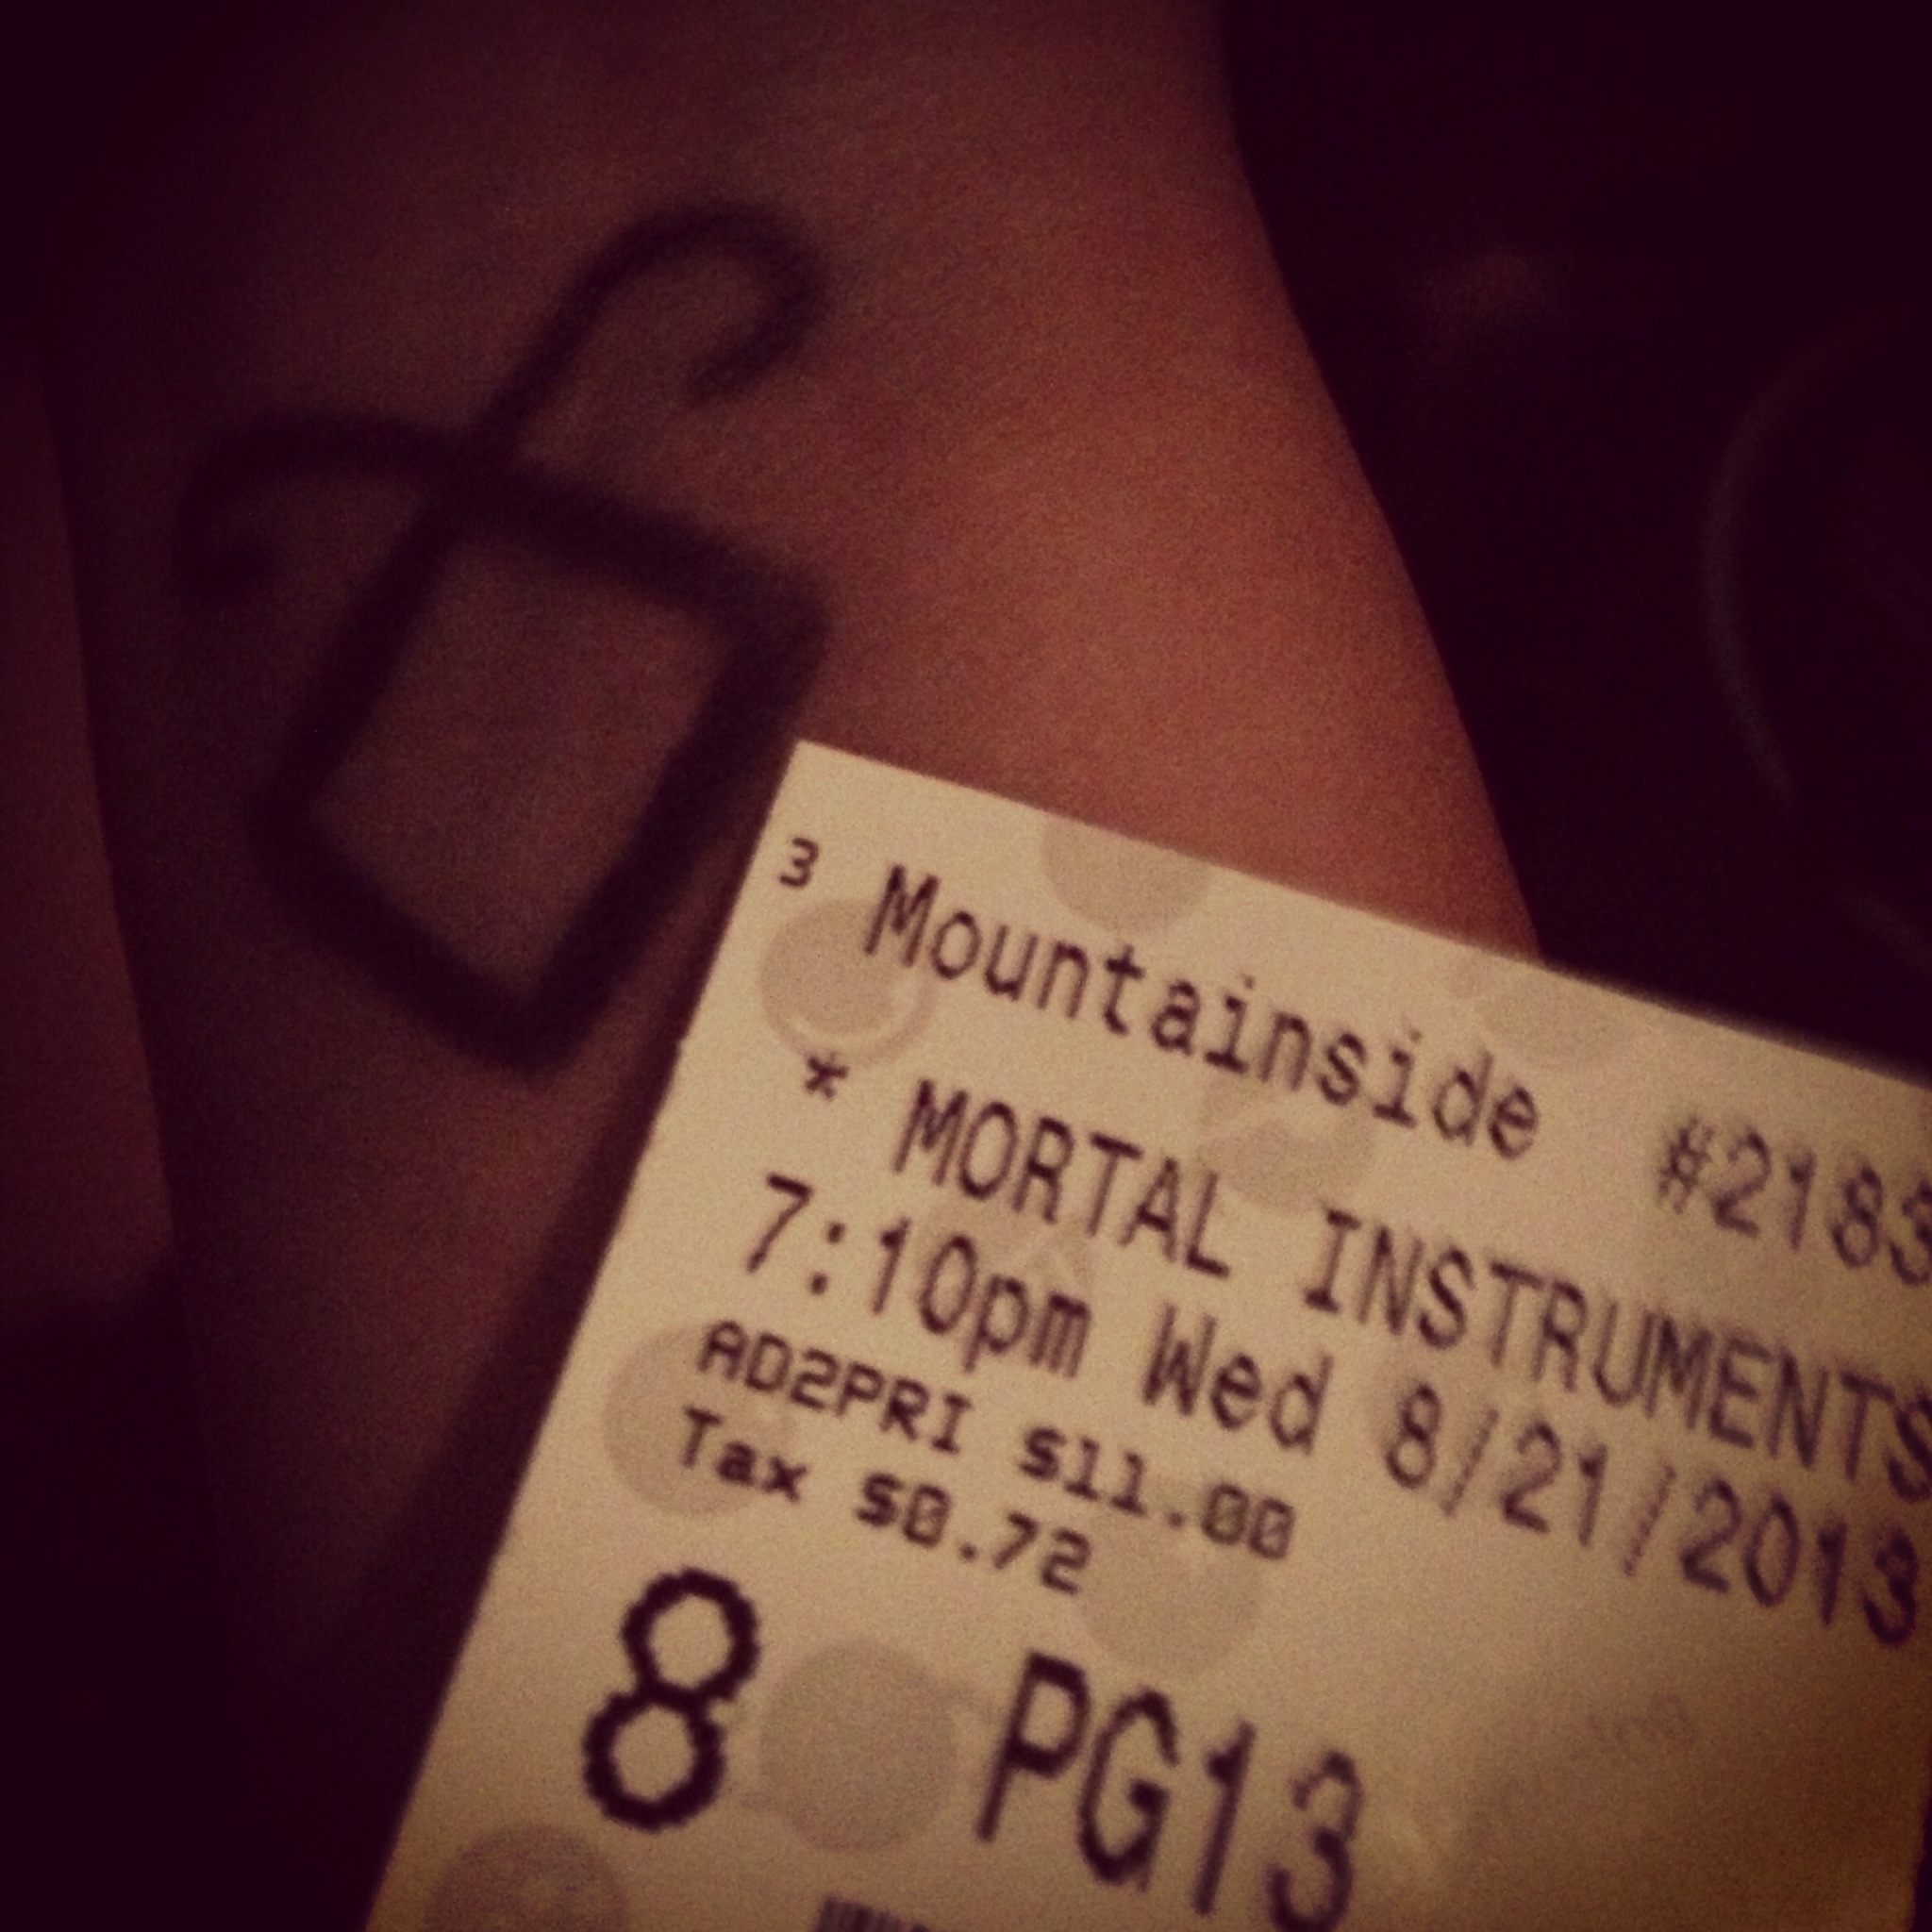 3 Mountainside #2183
* MORTAL INSTRUMENTS
7:10pm Wed 8/21/2013
AD2PRI $11.00
Tax $0.72
8 PG13